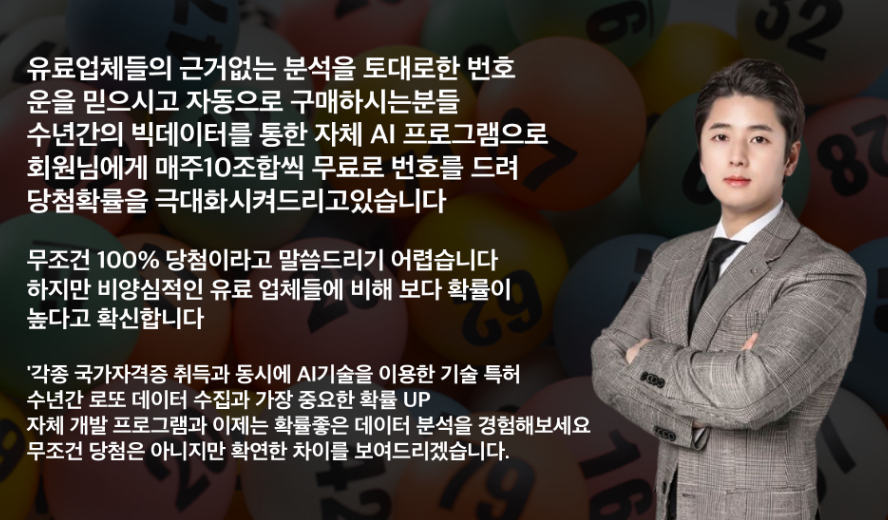 유료업체들의 근거없는 분석을 토대로한 번호
운을 믿으시고 자동으로 구매하시는분들
수년간의 빅데이터를 통한 자체 AI 프로그램으로
회원님에게 매주10조합씩 무료로 번호를 드려
당첨확률을 극대화시켜드리고있습니다
무조건 100% 당첨이라고 말씀드리기 어렵습니다
하지만 비양심적인 유료 업체들에 비해 보다 확률이
높다고 확신합니다
'각종 국가자격증 취득과 동시에 AI기술을 이용한 기술 특허
수년간 로또 데이터 수집과 가장 중요한 확률 UP
자체 개발 프로그램과 이제는 확률좋은 데이터 분석을 경험해보세요
무조건 당첨은 아니지만 확연한 차이를 보여드리겠습니다.
47
9
32
7
28
62
16